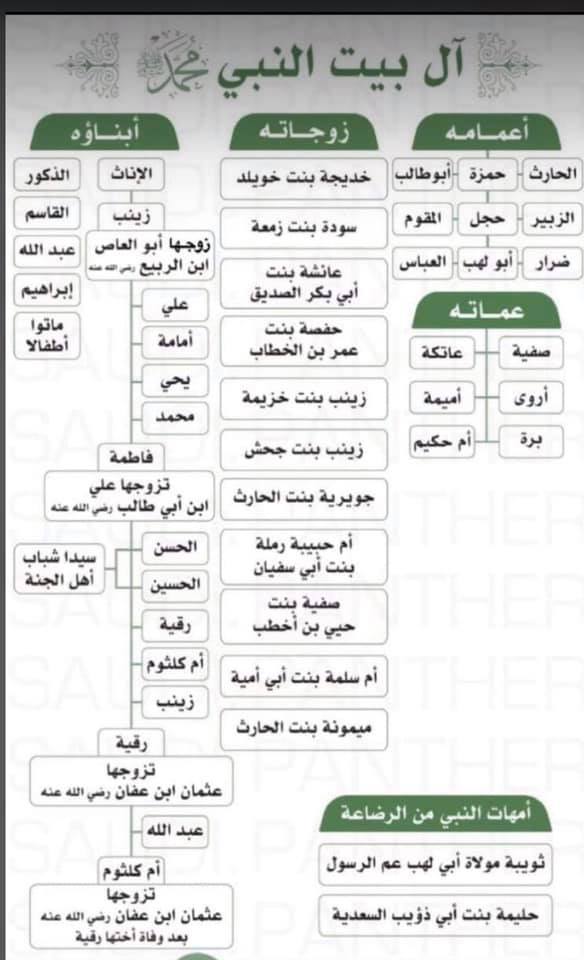 آل بيت النبي محمد ﷺ
أعمامه
الحارث
حمزة
أبوطالب
الزبير
حجل
المقوم
ضرار
أبو لهب
العباس
عماته
صفية
عاتكة
أروى
أميمة
برة
أم حكيم
زوجاته
خديجة بنت خويلد
سودة بنت زمعة
عائشة بنت
أبي بكر الصديق
حفصة بنت
عمر بن الخطاب
زينب بنت خزيمة
زينب بنت جحش
جويرية بنت الحارث
أم حبيبة رملة
بنت أبي سفيان
صفية بنت
حيي بن أخطب
أم سلمة بنت أبي أمية
ميمونة بنت الحارث
أبناؤه
الإناث
زينب
زوجها أبو العاص
ابن الربيع رضي الله عنه
علي
أمامة
يحي
محمد
فاطمة
تزوجها علي
ابن أبي طالب رضي الله عنه
الحسن
الحسين
سيدا شباب
أهل الجنة
رقية
أم كلثوم
زينب
رقية
تزوجها
عثمان ابن عفان رضي الله عنه
عبد الله
أم كلثوم
تزوجها
عثمان ابن عفان رضي الله عنه
بعد وفاة أختها رقية
الذكور
القاسم
عبد الله
إبراهيم
ماتوا
أطفالا
أمهات النبي من الرضاعة
ثويبة مولاة أبي لهب عم الرسول
حليمة بنت أبي ذؤيب السعدية
SAUDI.PANTHER